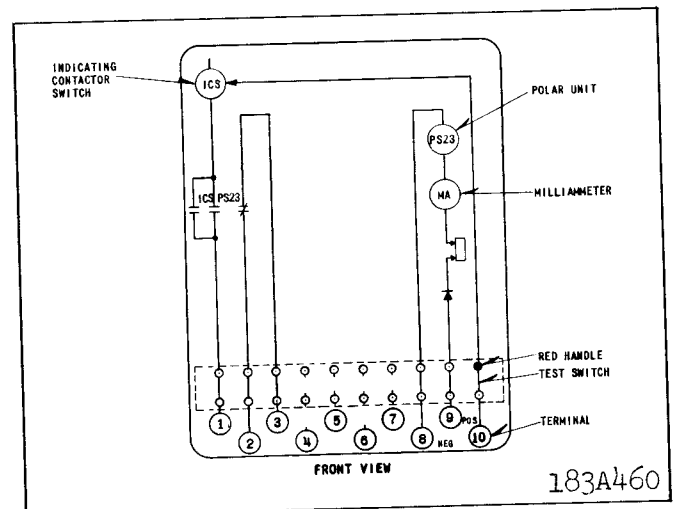 INDICATING
CONTACTOR
SWITCH
ICS
POLAR UNIT
PS23
MA
MILLIAMMETER
ICS PS23
RED HANDLE
TEST SWITCH
1
2
3
4
5
6
7
8
NEG
9
POS
10
TERMINAL
FRONT VIEW
183A460